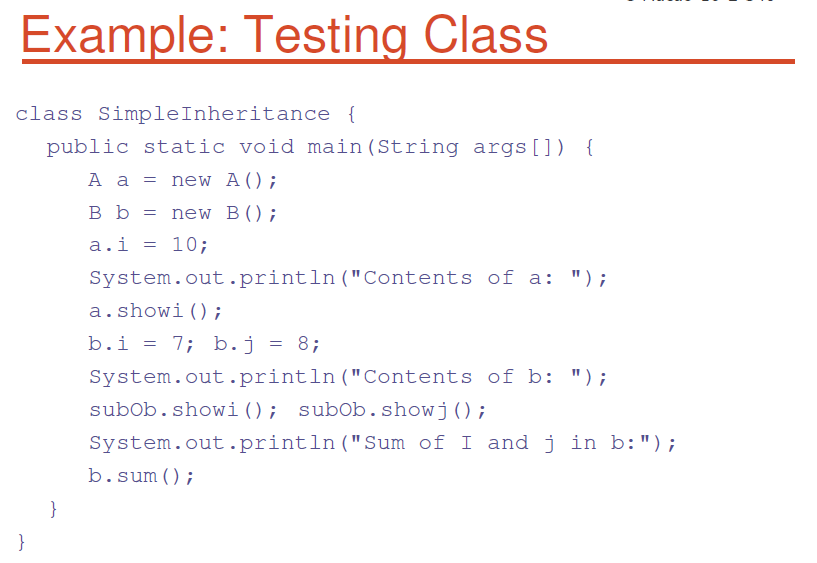 Example: Testing Class
class SimpleInheritance {
public static void main(String args[]) {
A a = new A();
B b = new B();
a.i = 10;
System.out.println("Contents of a: ");
a.showi();
b.i = 7; b.j = 8;
System.out.println("Contents of b: ");
subOb.showi(); subOb.showj();
System.out.println("Sum of I and j in b:");
b.sum();
}
}